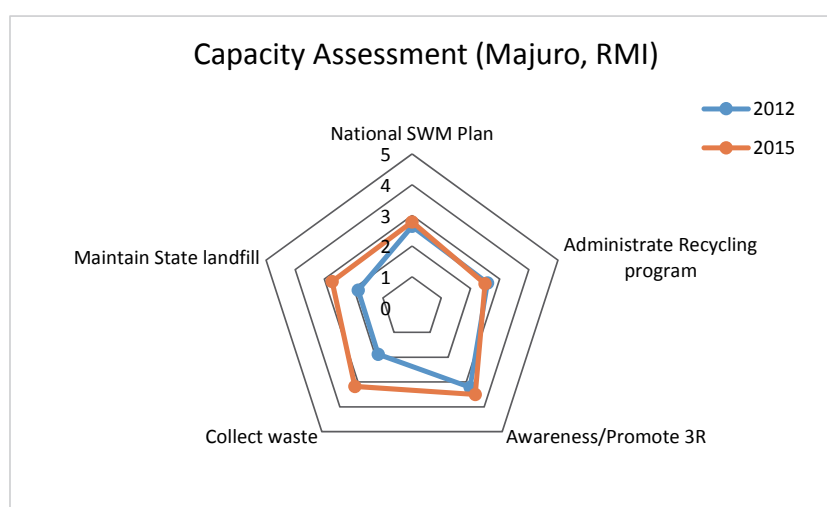 Capacity Assessment (Majuro, RMI)
2012
2015
National SWM Plan
5
4
3
2
1
0
Administrate Recycling
program
Maintain State landfill
Collect waste
Awareness/Promote 3R